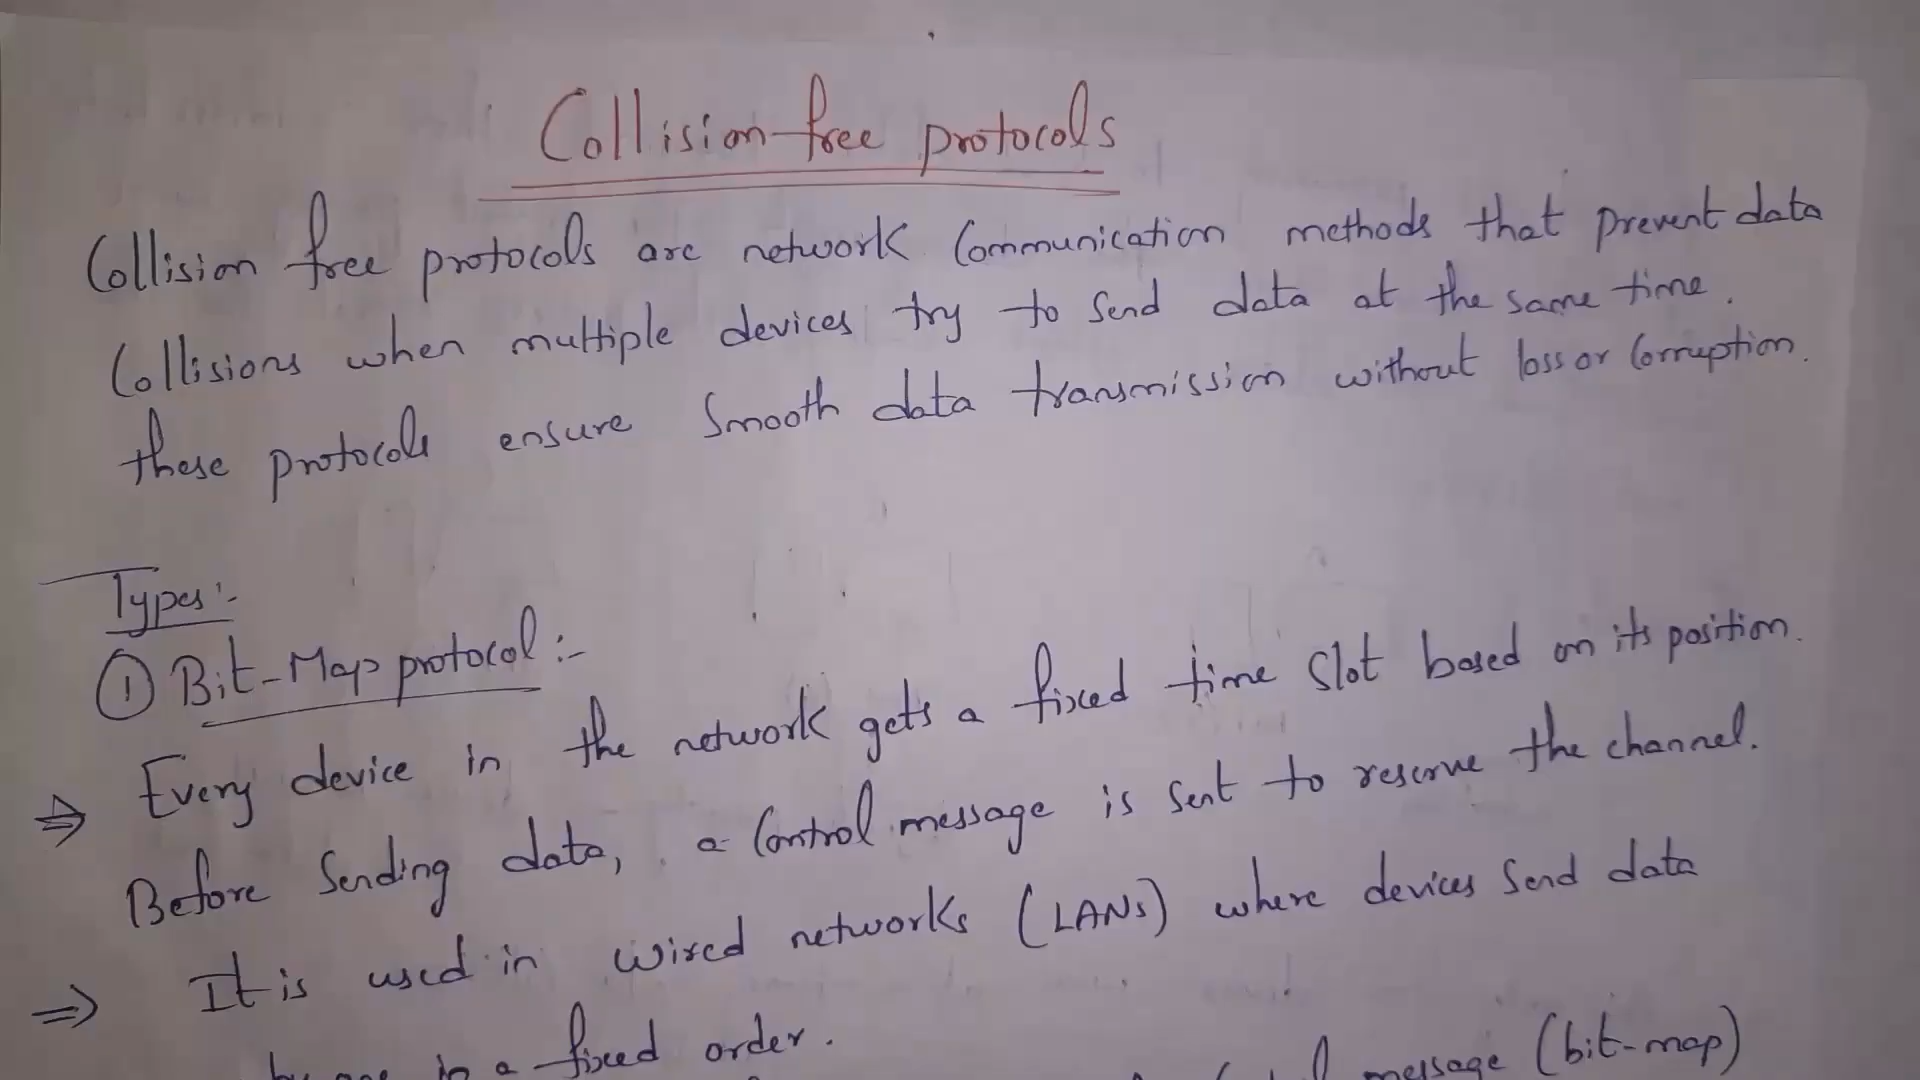 Collision-free protocols
Collision free protocols are network Communication methods that prevent data
Collisions when multiple devices try to Send data at the same time.
these protocols ensure Smooth data transmission without loss or Corruption.
Types:-
① Bit-Map protocol:-
⇒ Every device in the network gets a fixed time Slot based on its position.
Before Sending data, a Control message is Sent to reserve the channel.
⇒ It is used in wired networks (LANs) where devices Send data
in a fixed order.
message (bit-map)